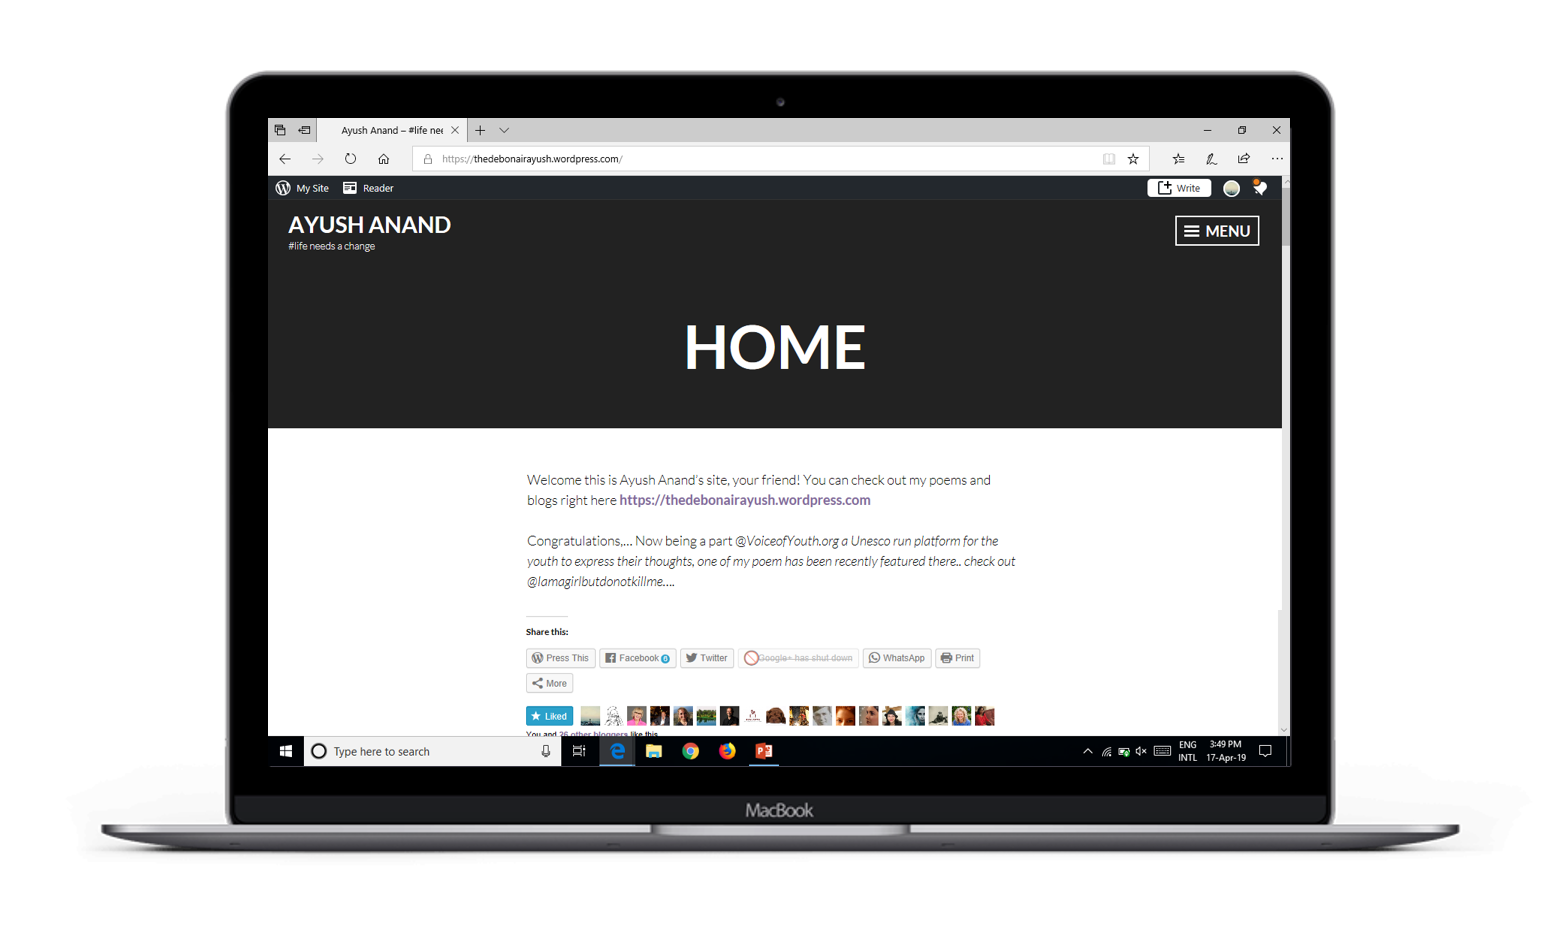 Ayush Anand – #life nee
https://thedebonairayush.wordpress.com/
My Site Reader Write
AYUSH ANAND
#life needs a change
MENU
HOME
Welcome this is Ayush Anand's site, your friend! You can check out my poems and
blogs right here https://thedebonairayush.wordpress.com
Congratulations,... Now being a part @VoiceofYouth.org a Unesco run platform for the
youth to express their thoughts, one of my poem has been recently featured there.. check out
@Iamagirlbutdonotkillme....
Share this:
Press This Facebook 6 Twitter Google+ has shut down WhatsApp Print
More
Liked
You and 36 other bloggers like this.
Type here to search
ENG 3:49 PM
INTL 17-Apr-19
MacBook